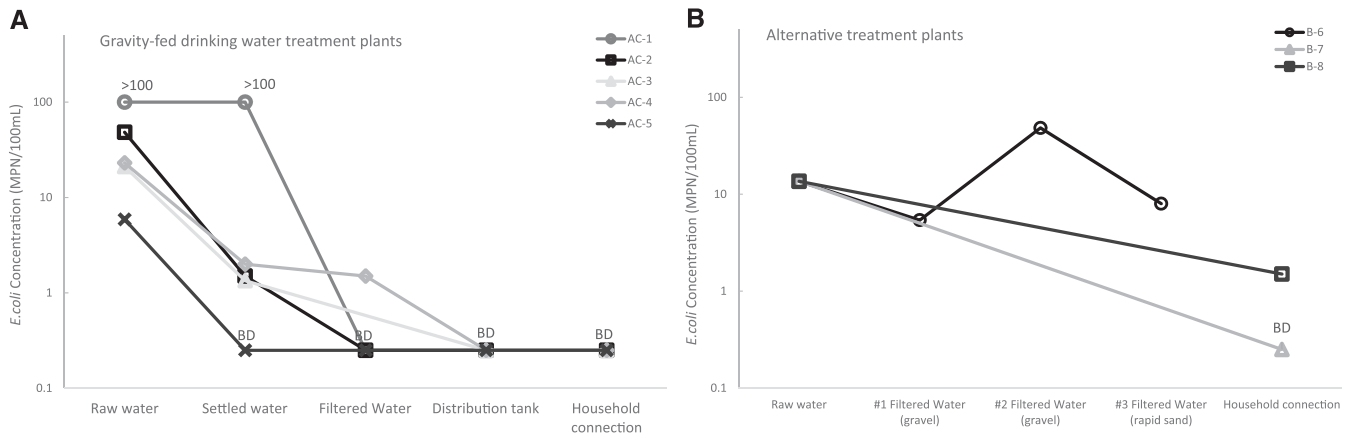 A
Gravity-fed drinking water treatment plants
AC-1
AC-2
AC-3
AC-4
AC-5
E.coli Concentration (MPN/100mL)
100
10
1
0.1
>100
>100
BD
BD
BD
BD
Raw water
Settled water
Filtered Water
Distribution tank
Household
connection
B
Alternative treatment plants
B-6
B-7
B-8
E.coli Concentration (MPN/100mL)
100
10
1
0.1
BD
Raw water
#1 Filtered Water
(gravel)
#2 Filtered Water
(gravel)
#3 Filtered Water
(rapid sand)
Household connection